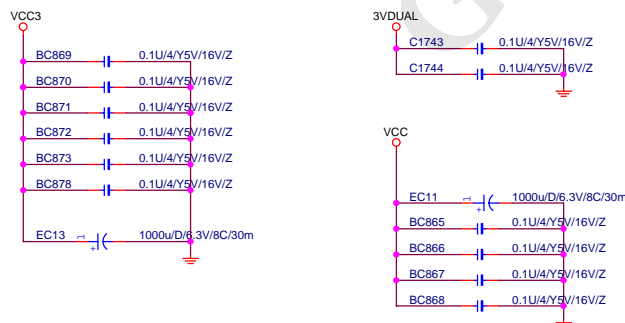 VCC3
BC869 0.1U/4/Y5V/16V/Z
BC870 0.1U/4/Y5V/16V/Z
BC871 0.1U/4/Y5V/16V/Z
BC872 0.1U/4/Y5V/16V/Z
BC873 0.1U/4/Y5V/16V/Z
BC878 0.1U/4/Y5V/16V/Z
EC13 1 + 1000u/D/6.3V/8C/30m
3VDUAL
C1743 0.1U/4/Y5V/16V/Z
C1744 0.1U/4/Y5V/16V/Z
VCC
EC11 1 + 1000u/D/6.3V/8C/30m
BC865 0.1U/4/Y5V/16V/Z
BC866 0.1U/4/Y5V/16V/Z
BC867 0.1U/4/Y5V/16V/Z
BC868 0.1U/4/Y5V/16V/Z